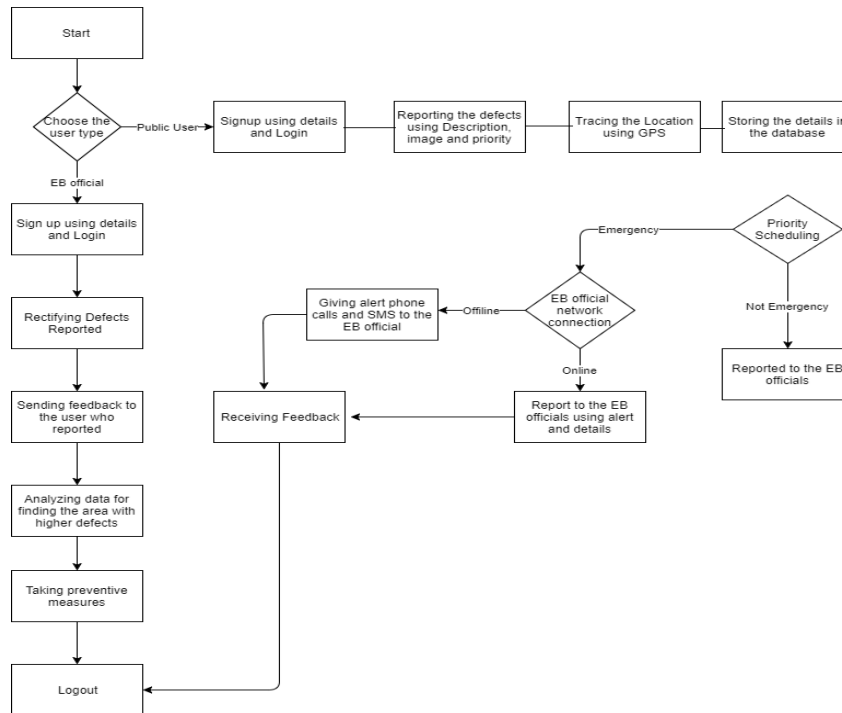 Start
Choose the
user type
Public User
Signup using details
and Login
Reporting the defects
using Description,
image and priority
Tracing the Location
using GPS
Storing the details in
the database
EB official
Sign up using details
and Login
Priority
Scheduling
Emergency
Not Emergency
EB official
network
connection
Offiline
Giving alert phone
calls and SMS to the
EB official
Online
Rectifying Defects
Reported
Reported to the EB
officials
Sending feedback to
the user who
reported
Receiving Feedback
Report to the EB
officials using alert
and details
Analyzing data for
finding the area with
higher defects
Taking preventive
measures
Logout